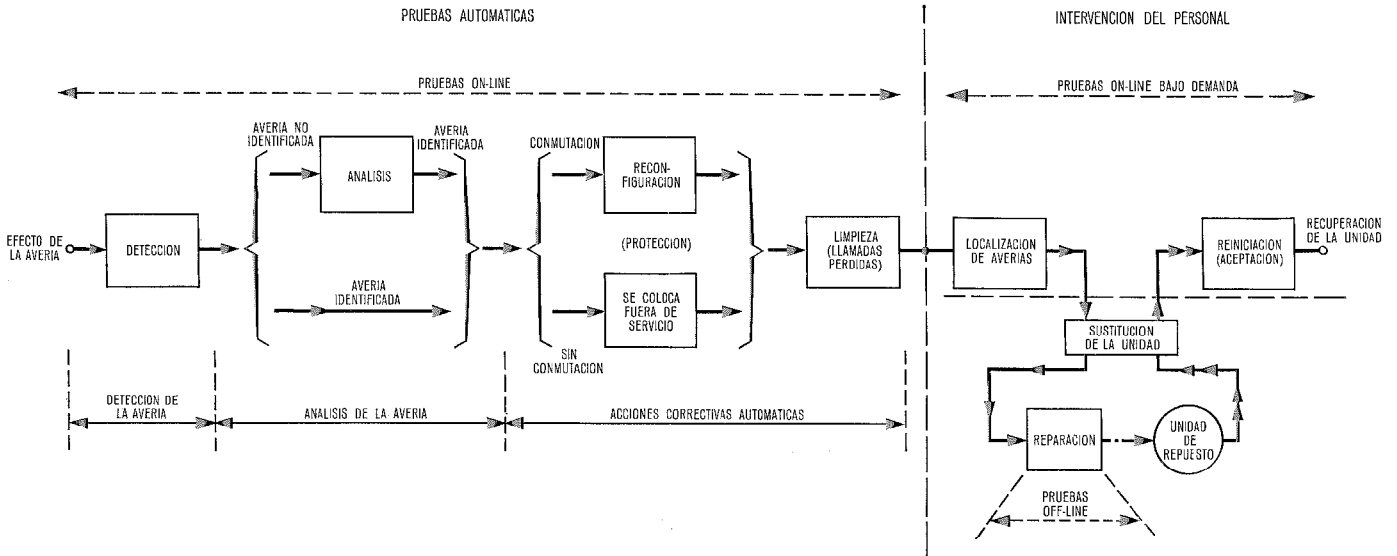 PRUEBAS AUTOMATICAS
INTERVENCION DEL PERSONAL
PRUEBAS ON-LINE
PRUEBAS ON-LINE BAJO DEMANDA
AVERIA NO
IDENTIFICADA
AVERIA
IDENTIFICADA
CONMUTACION
ANALISIS
RECON-
FIGURACION
EFECTO DE
LA AVERIA
DETECCION
(PROTECCION)
LIMPIEZA
(LLAMADAS
PERDIDAS)
LOCALIZACION
DE AVERIAS
REINICIACION
(ACEPTACION)
RECUPERACION
DE LA UNIDAD
AVERIA
IDENTIFICADA
SE COLOCA
FUERA DE
SERVICIO
SIN
CONMUTACION
SUSTITUCION
DE LA UNIDAD
DETECCION DE
LA AVERIA
ANALISIS DE LA AVERIA
ACCIONES CORRECTIVAS AUTOMATICAS
REPARACION
UNIDAD
DE
REPUESTO
PRUEBAS
OFF-LINE